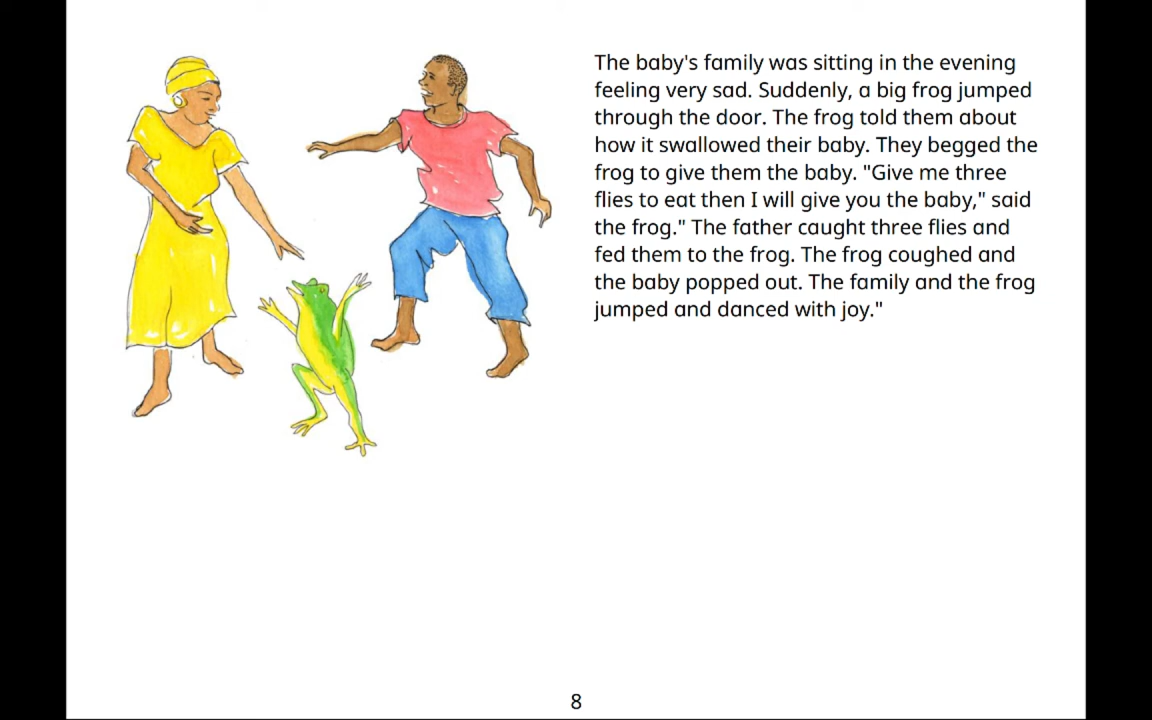 The baby's family was sitting in the evening
feeling very sad. Suddenly, a big frog jumped
through the door. The frog told them about
how it swallowed their baby. They begged the
frog to give them the baby. "Give me three
flies to eat then I will give you the baby," said
the frog." The father caught three flies and
fed them to the frog. The frog coughed and
the baby popped out. The family and the frog
jumped and danced with joy."
8